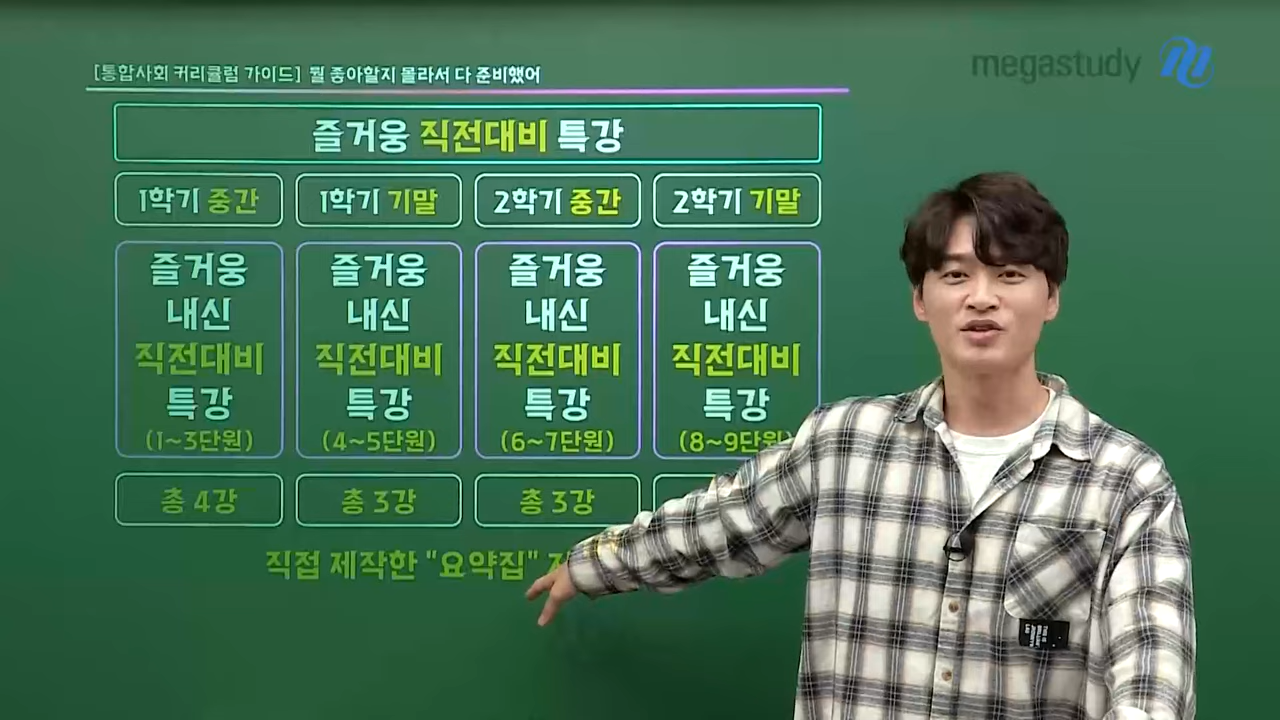 [통합사회 커리큘럼 가이드] 뭘 좋아할지 몰라서 다 준비했어
megastudy
즐거웅 직전대비 특강
1학기 중간
1학기 기말
2학기 중간
2학기 기말
즐거웅
내신
직전대비
특강
(1~3단원)
즐거웅
내신
직전대비
특강
(4~5단원)
즐거웅
내신
직전대비
특강
(6~7단원)
즐거웅
내신
직전대비
특강
(8~9단원)
총 4강
총 3강
총 3강
직접 제작한 "요약집"